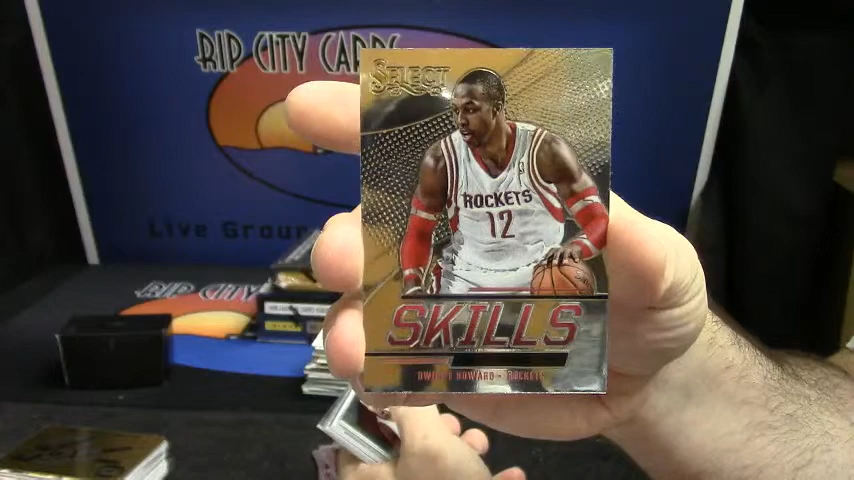 RIP CITY CARDS
SELECT
ROCKETS
12
Live Grou
RIP CITY
SKILLS
DWIGHT HOWARD • ROCKETS